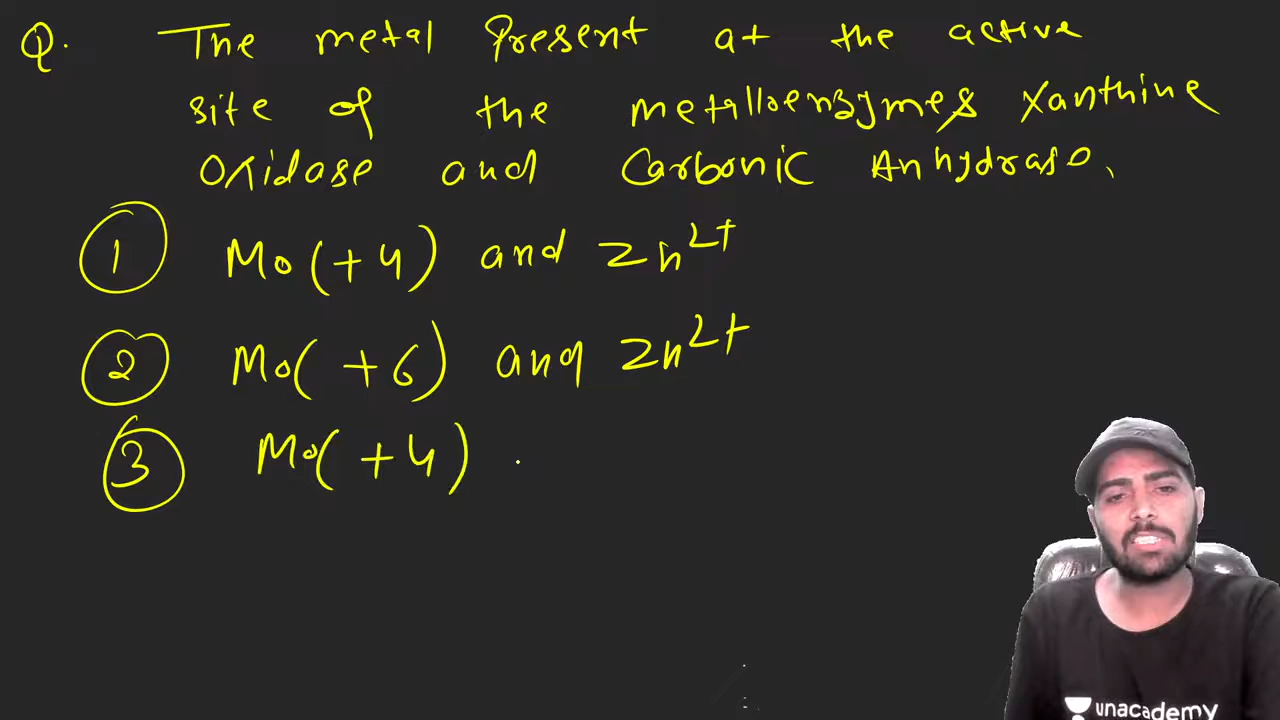 Q. The metal Present at the active
site of the metalloenzymes Xanthine
Oxidase and Carbonic Anhydrase.
1 Mo(+4) and Zn2+
2 Mo(+6) and Zn2+
3 Mo(+4)
unacademy